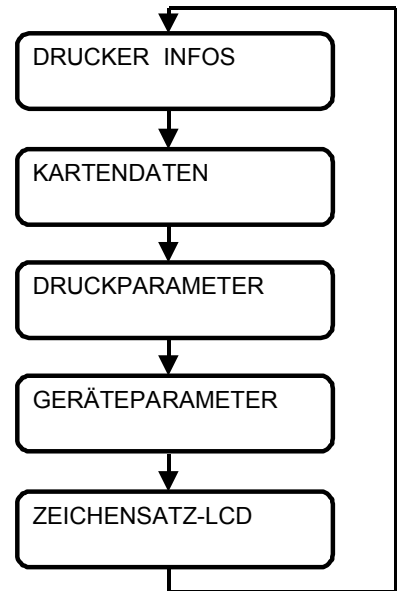 DRUCKER INFOS
KARTENDATEN
DRUCKPARAMETER
GERÄTEPARAMETER
ZEICHENSATZ-LCD